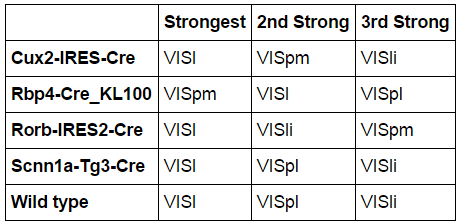 Strongest 2nd Strong 3rd Strong
Cux2-IRES-Cre VISl VISpm VISli
Rbp4-Cre_KL100 VISpm VISl VISpl
Rorb-IRES2-Cre VISl VISli VISpm
Scnn1a-Tg3-Cre VISl VISpl VISli
Wild type VISl VISpl VISli